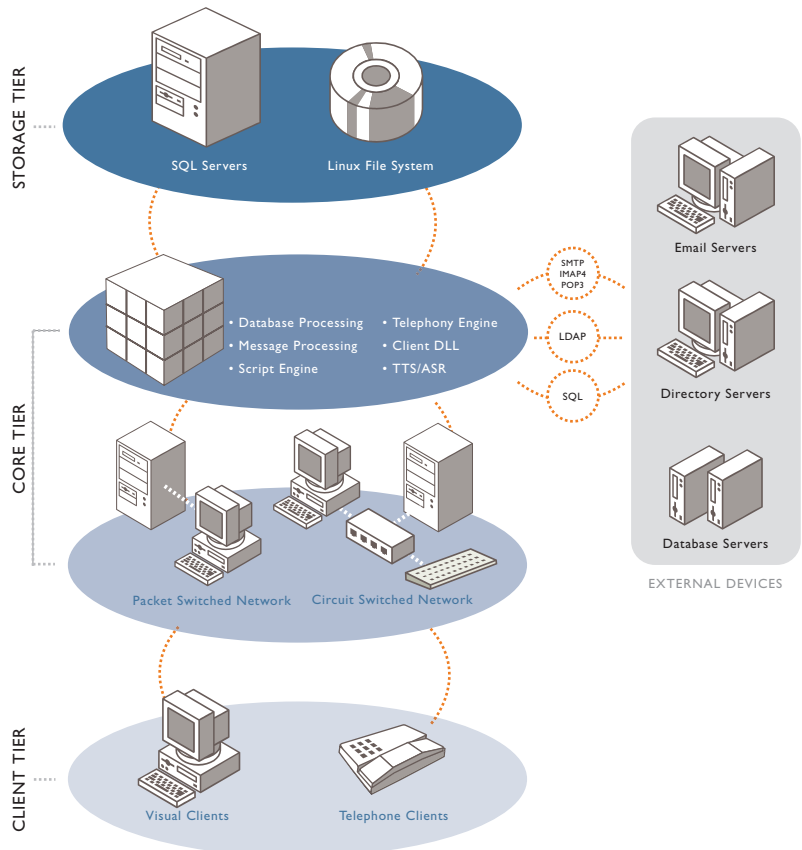 STORAGE TIER
SQL Servers
Linux File System
CORE TIER
• Database Processing
• Message Processing
• Script Engine
• Telephony Engine
• Client DLL
• TTS/ASR
SMTP
IMAP4
POP3
LDAP
SQL
Email Servers
Directory Servers
Database Servers
EXTERNAL DEVICES
Packet Switched Network
Circuit Switched Network
CLIENT TIER
Visual Clients
Telephone Clients